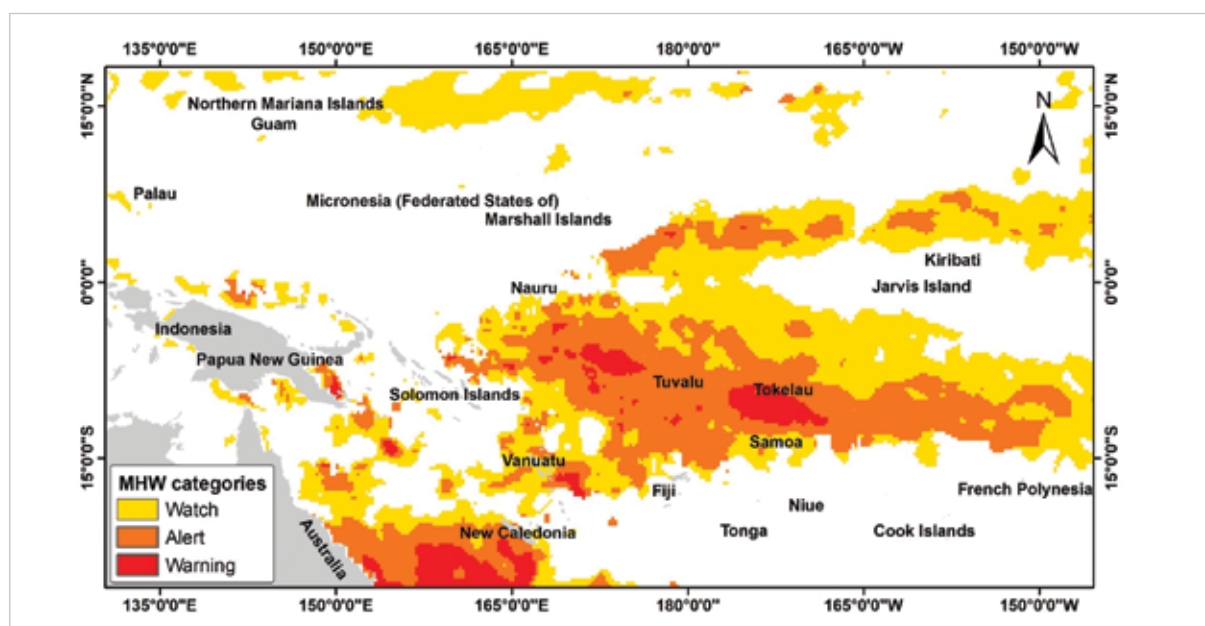 135°0'0"E 150°0'0"E 165°0'0"E 180°0'0" 165°0'0"W 150°0'0"W
15°0'0"N 15°0'0"N
N
Northern Mariana Islands
Guam
Palau
Micronesia (Federated States of)
Marshall Islands
Kiribati
0°0'0" 0°0'0"
Nauru
Jarvis Island
Indonesia
Papua New Guinea
Tuvalu
Tokelau
Solomon Islands
Samoa
15°0'0"S 15°0'0"S
Vanuatu
Fiji
French Polynesia
Niue
New Caledonia
Tonga
Cook Islands
Australia
MHW categories
Watch
Alert
Warning
135°0'0"E 150°0'0"E 165°0'0"E 180°0'0" 165°0'0"W 150°0'0"W